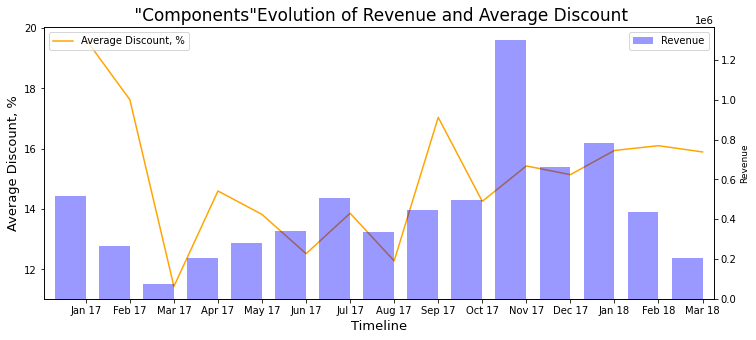 "Components"Evolution of Revenue and Average Discount
1e6
Average Discount, %
Revenue
20
18
16
14
12
Average Discount, %
1.2
1.0
0.8
0.6
0.4
0.2
0.0
Revenue
Jan 17 Feb 17 Mar 17 Apr 17 May 17 Jun 17 Jul 17 Aug 17 Sep 17 Oct 17 Nov 17 Dec 17 Jan 18 Feb 18 Mar 18
Timeline